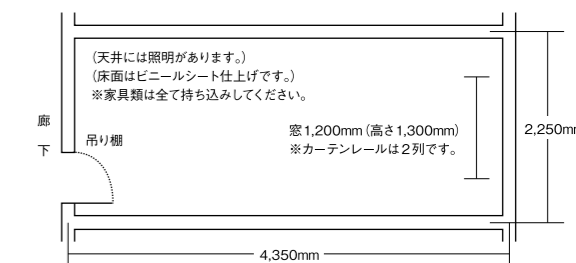 （天井には照明があります。）
（床面はビニールシート仕上げです。）
※家具類は全て持ち込みしてください。
廊下
吊り棚
窓1,200mm（高さ1,300mm）
※カーテンレールは２列です。
2,250mm
4,350mm